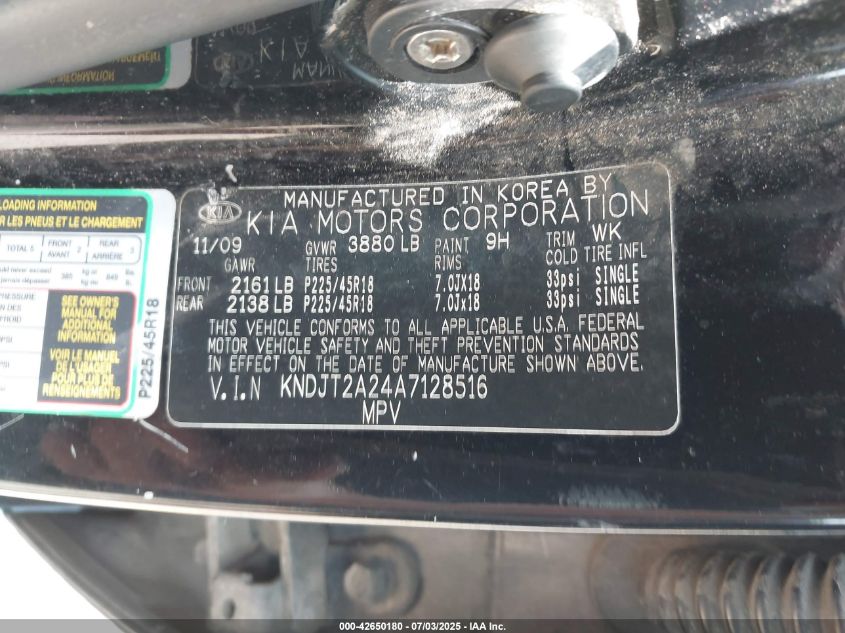 MANUFACTURED IN KOREA BY
KIA
KIA MOTORS CORPORATION
11/09 GVWR 3880 LB PAINT 9H TRIM WK
GAWR TIRES RIMS COLD TIRE INFL
FRONT 2161 LB P225/45R18 7.0JX18 33psi SINGLE
REAR 2138 LB P225/45R18 7.0Jx18 33psi SINGLE
THIS VEHICLE CONFORMS TO ALL APPLICABLE U.S.A. FEDERAL
MOTOR VEHICLE SAFETY AND THEFT PREVENTION STANDARDS
IN EFFECT ON THE DATE OF MANUFACTURE SHOWN ABOVE.
V.I.N KNDJT2A24A7128516
MPV
LOADING INFORMATION
R LES PNEUS ET LE CHARGEMENT
TOTAL 5 FRONT AVANT 2 REAR ARRIÈRE 3
SEE OWNER'S
MANUAL FOR
ADDITIONAL
INFORMATION
VOIR LE MANUEL
DE L'USAGER
POUR PLUS DE
RENSEIGNEMENTS
P225/45R18
000-42650180 - 07/03/2025 - IAA Inc.